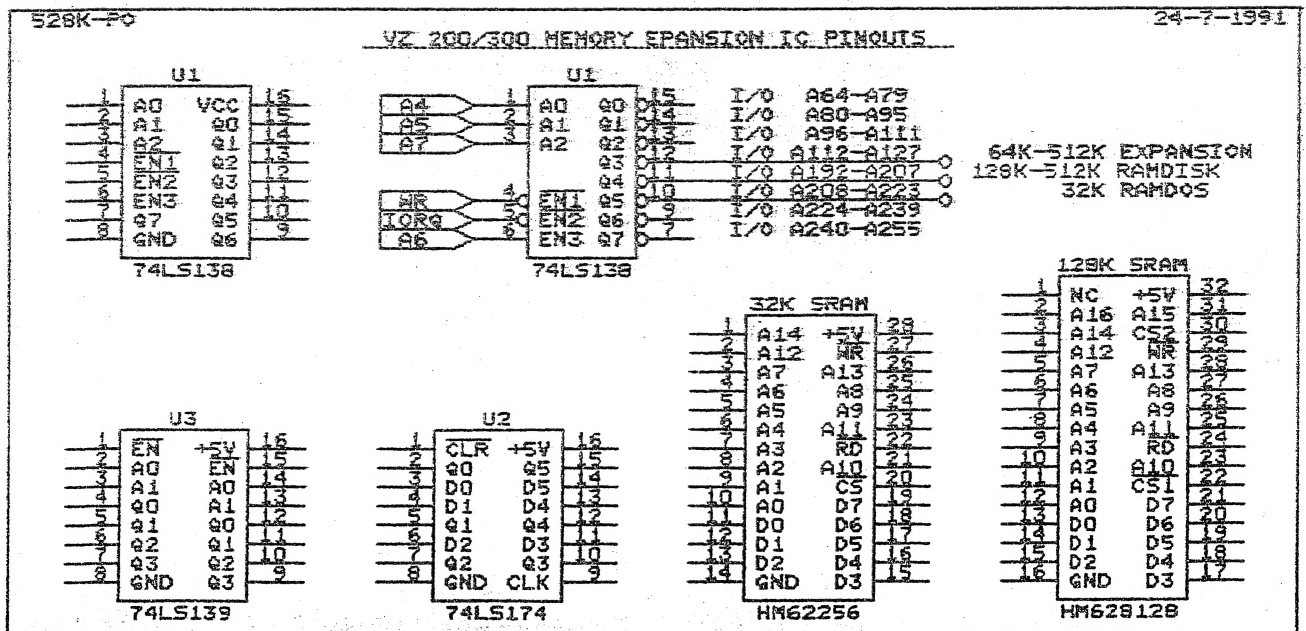 528K-PO
24-7-1991
VZ 200/300 MEMORY EPANSION IC PINOUTS
U1
1 A0 VCC 16
2 A1 Q0 15
3 A2 Q1 14
4 EN1 Q2 13
5 EN2 Q3 12
6 EN3 Q4 11
7 Q7 Q5 10
8 GND Q6 9
74LS138
U1
A4 1 A0 Q0 15 I/O A64-A79
A5 2 A1 Q1 14 I/O A80-A95
A7 3 A2 Q2 13 I/O A96-A111
Q3 12 I/O A112-A127 64K-512K EXPANSION
Q4 11 I/O A192-A207 128K-512K RAMDISK
WR 4 EN1 Q5 10 I/O A208-A223 32K RAMDOS
IORQ 5 EN2 Q6 9 I/O A224-A239
A6 6 EN3 Q7 7 I/O A240-A255
74LS138
U3
1 EN +5V 16
2 A0 EN 15
3 A1 A0 14
4 Q0 A1 13
5 Q1 Q0 12
6 Q2 Q1 11
7 Q3 Q2 10
8 GND Q3 9
74LS139
U2
1 CLR +5V 16
2 Q0 Q5 15
3 D0 D5 14
4 D1 D4 13
5 Q1 Q4 12
6 D2 D3 11
7 Q2 Q3 10
8 GND CLK 9
74LS174
32K SRAM
1 A14 +5V 28
2 A12 WR 27
3 A7 A13 26
4 A6 A8 25
5 A5 A9 24
6 A4 A11 23
7 A3 RD 22
8 A2 A10 21
9 A1 CS 20
10 A0 D7 19
11 D0 D6 18
12 D1 D5 17
13 D2 D4 16
14 GND D3 15
HM62256
128K SRAM
1 NC +5V 32
2 A16 A15 31
3 A14 CS2 30
4 A12 WR 29
5 A7 A13 28
6 A6 A8 27
7 A5 A9 26
8 A4 A11 25
9 A3 RD 24
10 A2 A10 23
11 A1 CS1 22
12 A0 D7 21
13 D0 D6 20
14 D1 D5 19
15 D2 D4 18
16 GND D3 17
HM628128